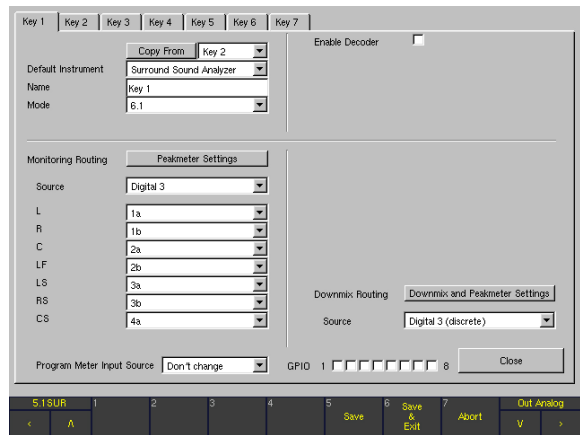 Key 1 Key 2 Key 3 Key 4 Key 5 Key 6 Key 7
Copy From Key 2 Enable Decoder
Default Instrument Surround Sound Analyzer
Name Key 1
Mode 6.1
Monitoring Routing Peakmeter Settings
Source Digital 3
L 1a
R 1b
C 2a
LF 2b
LS 3a
RS 3b
CS 4a
Downmix Routing Downmix and Peakmeter Settings
Source Digital 3 (discrete)
Program Meter Input Source Don't change GPIO 1 8 Close
5.1SUR 1 2 3 4 5 Save 6 Save & Exit 7 Abort Out Analog
< ʌ v >